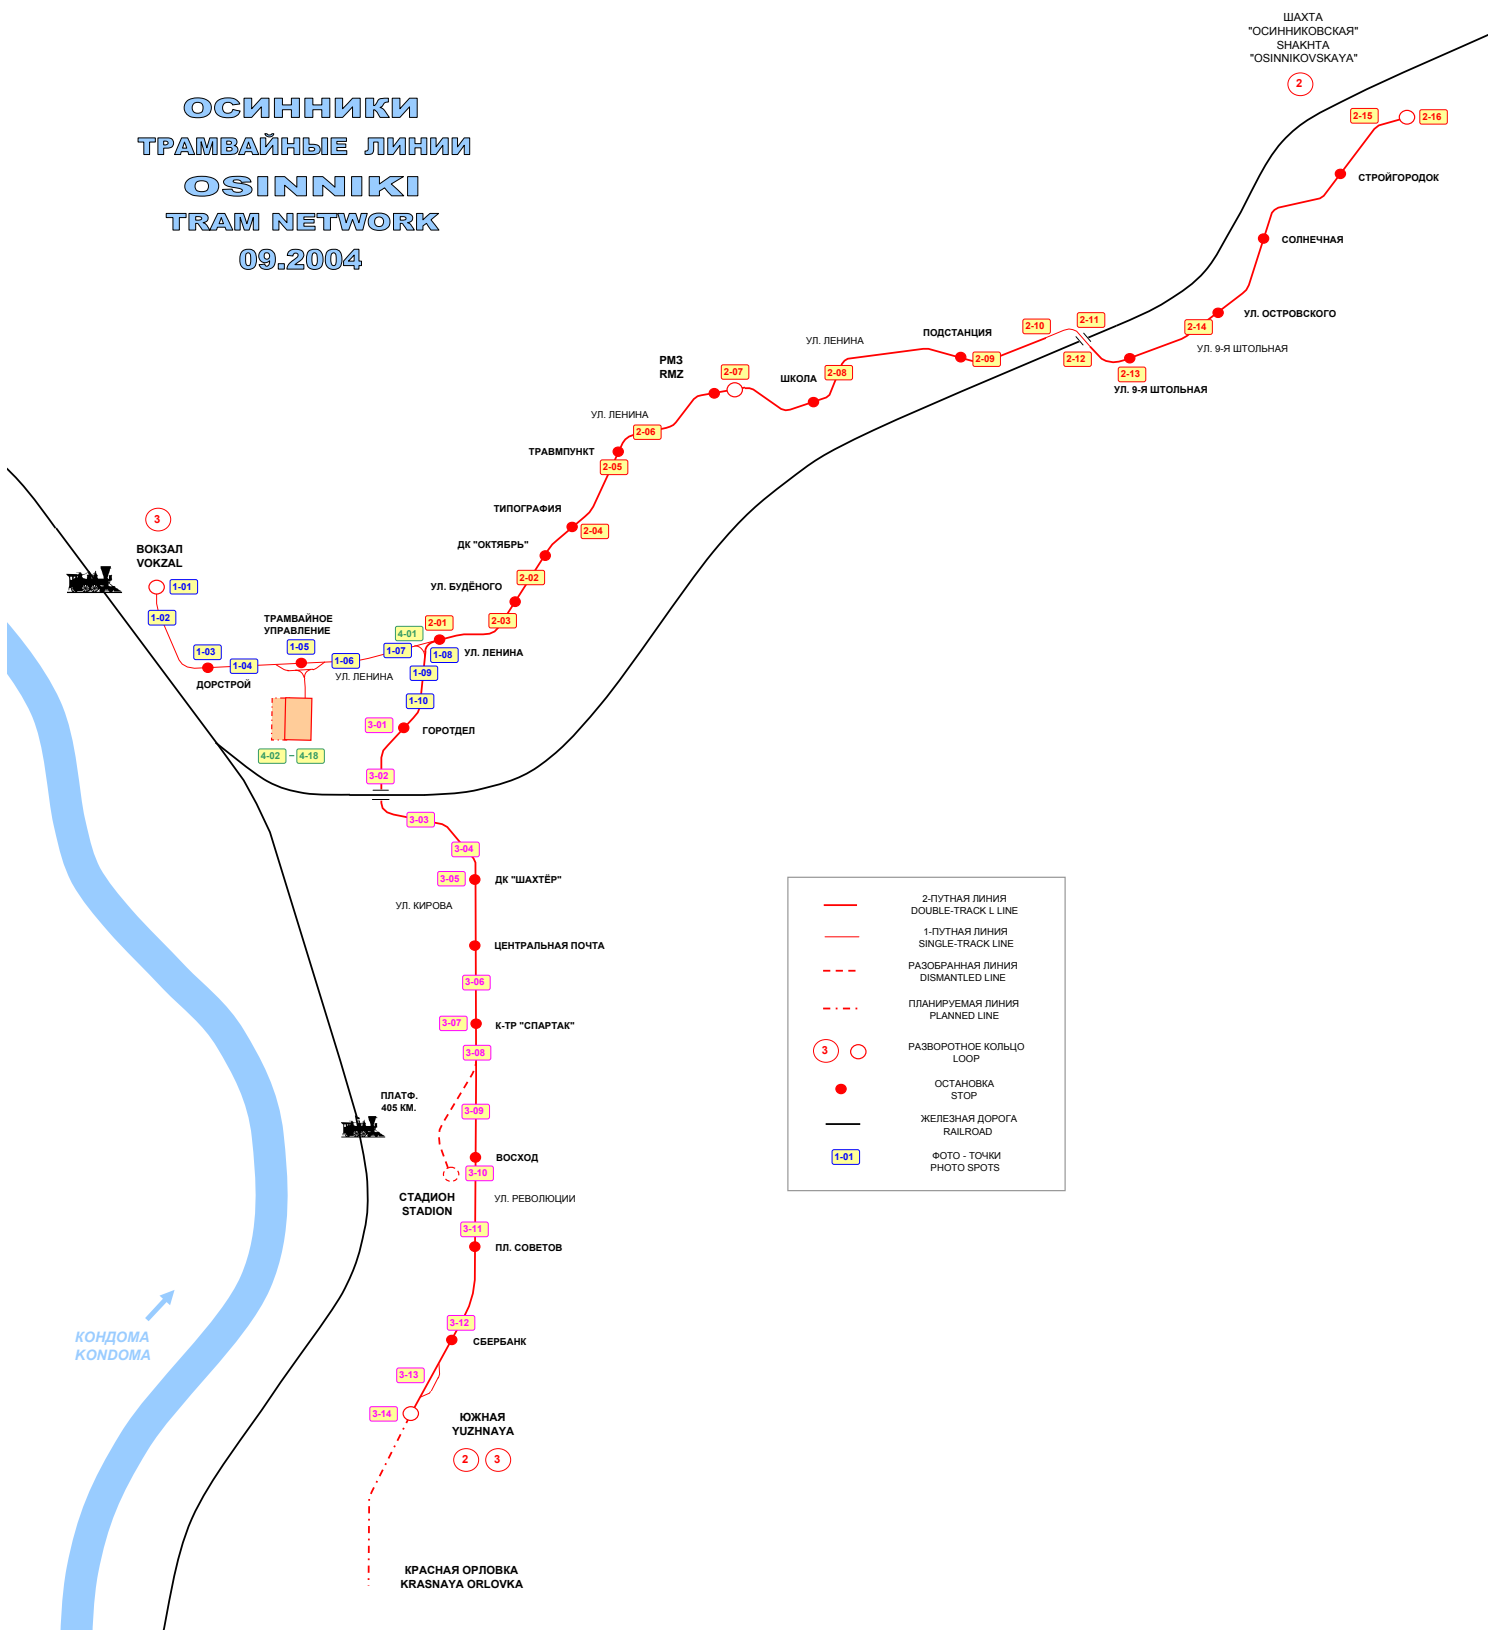 ОСИННИКИ
ТРАМВАЙНЫЕ ЛИНИИ
OSINNIKI
TRAM NETWORK
09.2004
ШАХТА
"ОСИННИКОВСКАЯ"
SHAKHTA
"OSINNIKOVSKAYA"
2
2-15
2-16
СТРОЙГОРОДОК
СОЛНЕЧНАЯ
УЛ. ОСТРОВСКОГО
2-14
УЛ. 9-Я ШТОЛЬНАЯ
2-11
2-10
2-12
2-13
УЛ. 9-Я ШТОЛЬНАЯ
ПОДСТАНЦИЯ
2-09
УЛ. ЛЕНИНА
2-08
ШКОЛА
РМЗ
RMZ
2-07
УЛ. ЛЕНИНА
2-06
ТРАВМПУНКТ
2-05
ТИПОГРАФИЯ
2-04
ДК "ОКТЯБРЬ"
2-02
УЛ. БУДЁНОГО
2-03
3
ВОКЗАЛ
VOKZAL
1-01
1-02
ТРАМВАЙНОЕ
УПРАВЛЕНИЕ
1-03
1-05
1-04
1-06
ДОРСТРОЙ
УЛ. ЛЕНИНА
4-01
2-01
1-07
1-08
УЛ. ЛЕНИНА
1-09
1-10
4-02 – 4-18
3-01
ГОРОТДЕЛ
3-02
3-03
3-04
3-05
ДК "ШАХТЁР"
УЛ. КИРОВА
ЦЕНТРАЛЬНАЯ ПОЧТА
3-06
3-07
К-ТР "СПАРТАК"
3-08
ПЛАТФ.
405 КМ.
3-09
ВОСХОД
3-10
СТАДИОН
STADION
УЛ. РЕВОЛЮЦИИ
3-11
ПЛ. СОВЕТОВ
3-12
СБЕРБАНК
3-13
3-14
ЮЖНАЯ
YUZHNAYA
2 3
КРАСНАЯ ОРЛОВКА
KRASNAYA ORLOVKA
КОНДОМА
KONDOMA
2-ПУТНАЯ ЛИНИЯ
DOUBLE-TRACK L LINE
1-ПУТНАЯ ЛИНИЯ
SINGLE-TRACK LINE
РАЗОБРАННАЯ ЛИНИЯ
DISMANTLED LINE
ПЛАНИРУЕМАЯ ЛИНИЯ
PLANNED LINE
3
РАЗВОРОТНОЕ КОЛЬЦО
LOOP
ОСТАНОВКА
STOP
ЖЕЛЕЗНАЯ ДОРОГА
RAILROAD
1-01
ФОТО - ТОЧКИ
PHOTO SPOTS